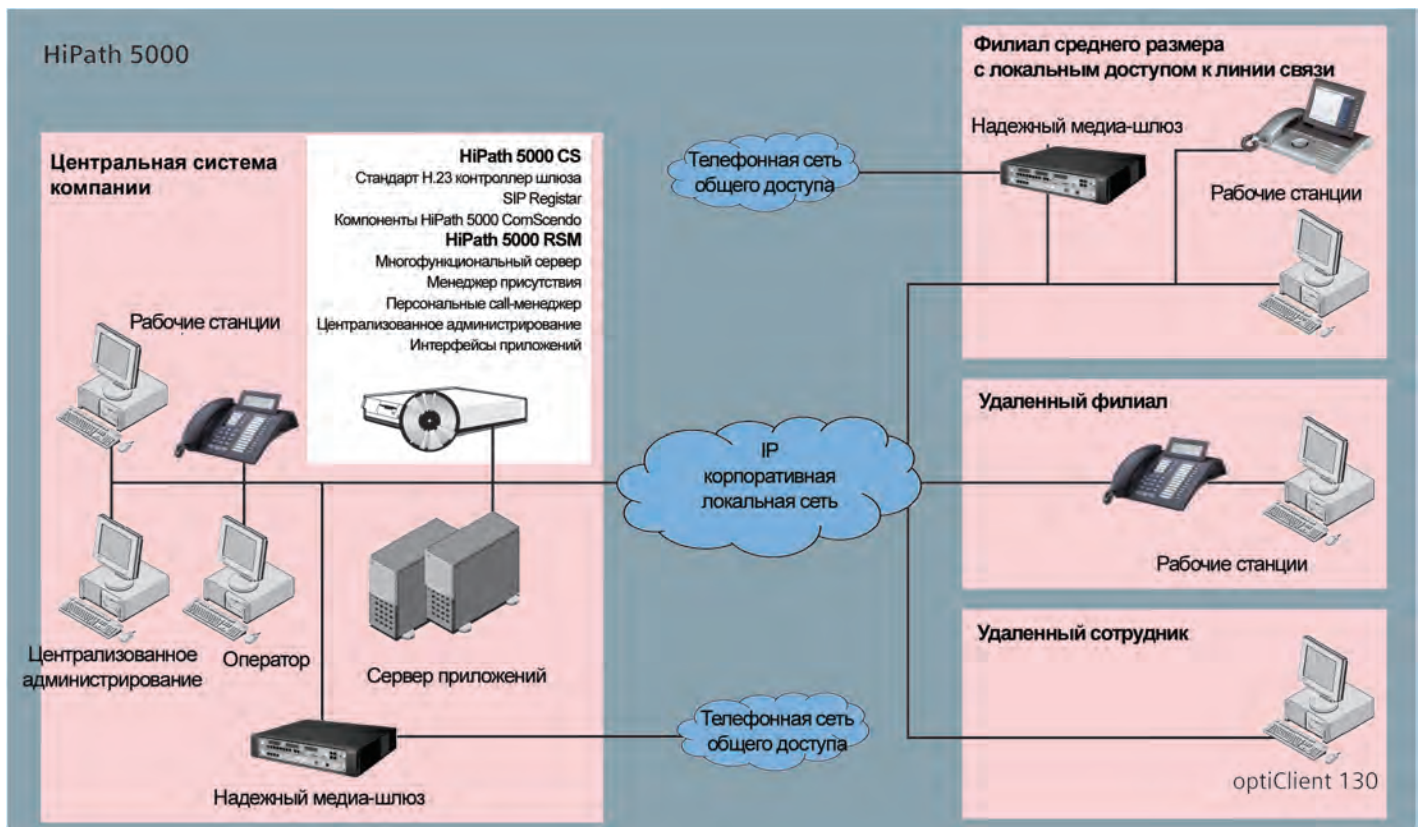 HiPath 5000
Центральная система
компании
HiPath 5000 CS
Стандарт H.23 контроллер шлюза
SIP Registar
Компоненты HiPath 5000 ComScendo
HiPath 5000 RSM
Многофункциональный сервер
Менеджер присутствия
Персональные call-менеджер
Централизованное администрирование
Интерфейсы приложений
Рабочие станции
Централизованное
администрирование
Оператор
Сервер приложений
Надежный медиа-шлюз
Телефонная сеть
общего доступа
IP
корпоративная
локальная сеть
Телефонная сеть
общего доступа
Филиал среднего размера
с локальным доступом к линии связи
Надежный медиа-шлюз
Рабочие станции
Удаленный филиал
Рабочие станции
Удаленный сотрудник
optiClient 130